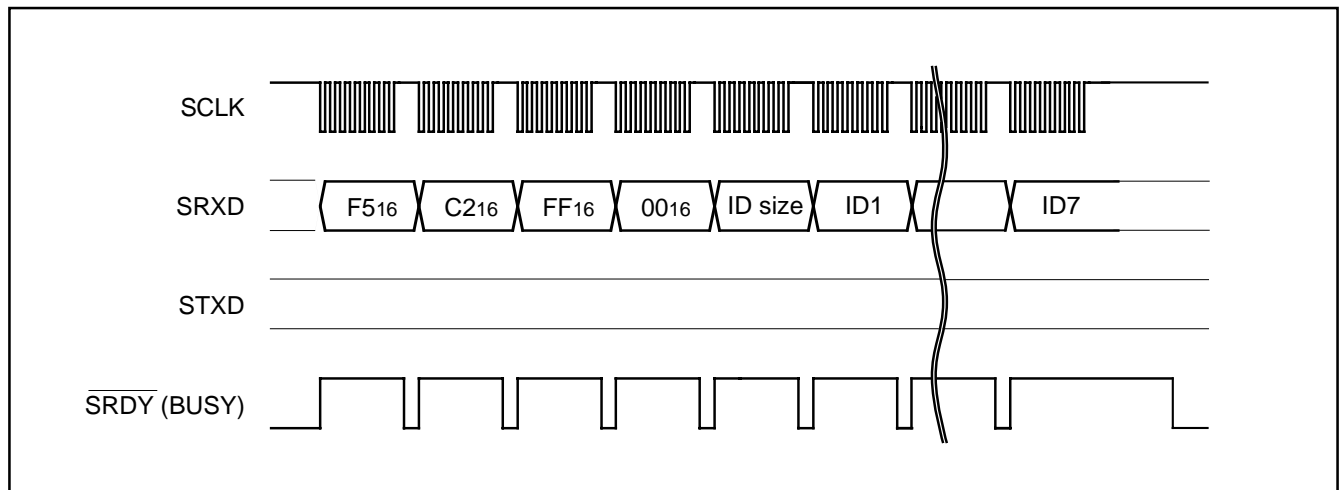 SCLK
SRXD F516 C216 FF16 0016 ID size ID1 ID7
STXD
SRDY (BUSY)